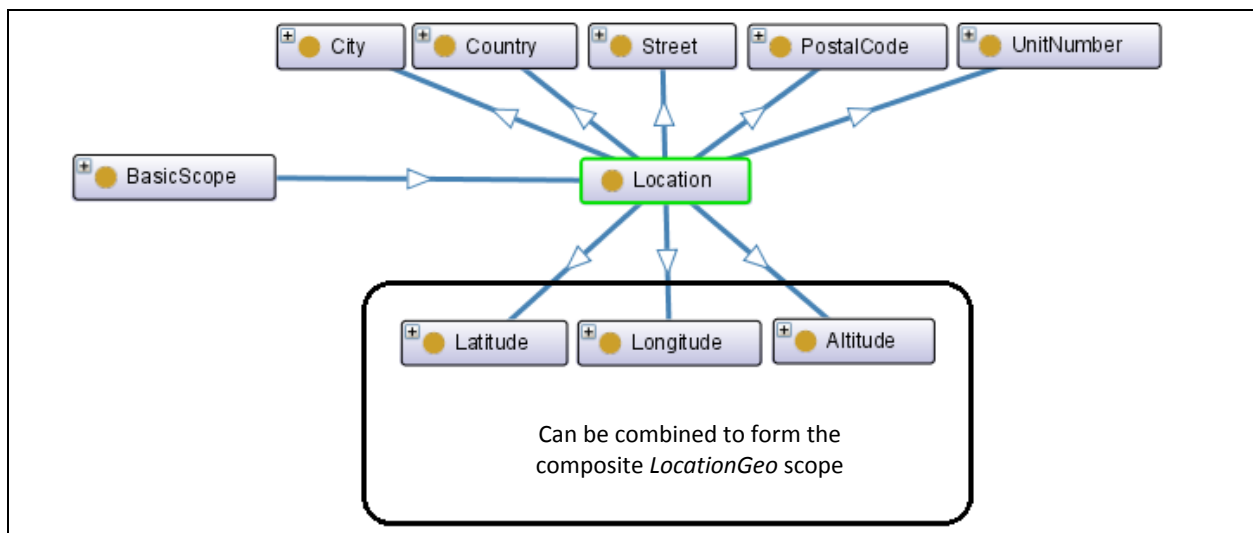 City
Country
Street
PostalCode
UnitNumber
BasicScope
Location
Latitude
Longitude
Altitude
Can be combined to form the
composite LocationGeo scope